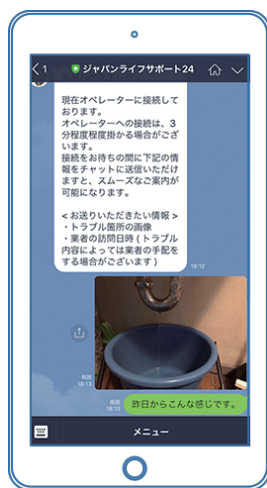 1
ジャパンライフサポート24
現在オペレーターに接続して
おります。
オペレーターへの接続は、3
分程度程度掛かる場合がござ
います。
接続をお待ちの間に下記の情
報をチャットに送信いただけ
ますと、スムーズなご案内が
可能になります。
＜お送りいただきたい情報＞
・トラブル箇所の画像
・業者の訪問日時（トラブル
内容によっては業者の手配を
する場合がございます）
18:12
既読
18:13
既読
18:13
昨日からこんな感じです。
メニュー